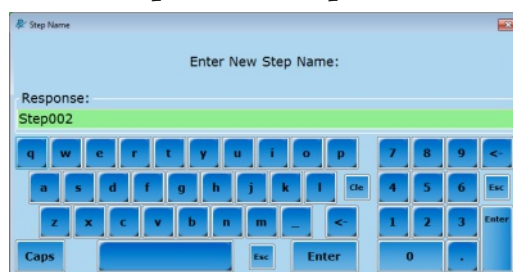 Step Name
Enter New Step Name:
Response:
Step002
q w e r t y u i o p 7 8 9 <-
a s d f g h j k l Cle 4 5 6 Esc
z x c v b n m _ <- 1 2 3 Enter
Caps Esc Enter 0 .